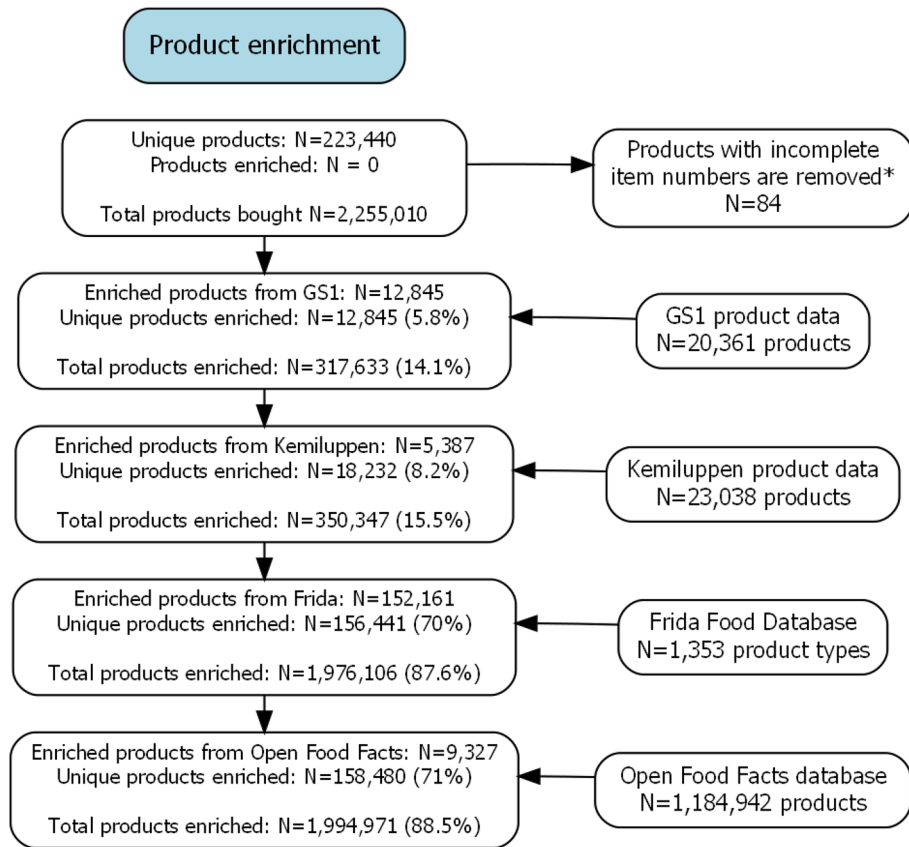 Product enrichment
Unique products: N=223,440
Products enriched: N = 0
Total products bought N=2,255,010
Products with incomplete
item numbers are removed*
N=84
Enriched products from GS1: N=12,845
Unique products enriched: N=12,845 (5.8%)
Total products enriched: N=317,633 (14.1%)
GS1 product data
N=20,361 products
Enriched products from Kemiluppen: N=5,387
Unique products enriched: N=18,232 (8.2%)
Total products enriched: N=350,347 (15.5%)
Kemiluppen product data
N=23,038 products
Enriched products from Frida: N=152,161
Unique products enriched: N=156,441 (70%)
Total products enriched: N=1,976,106 (87.6%)
Frida Food Database
N=1,353 product types
Enriched products from Open Food Facts: N=9,327
Unique products enriched: N=158,480 (71%)
Total products enriched: N=1,994,971 (88.5%)
Open Food Facts database
N=1,184,942 products